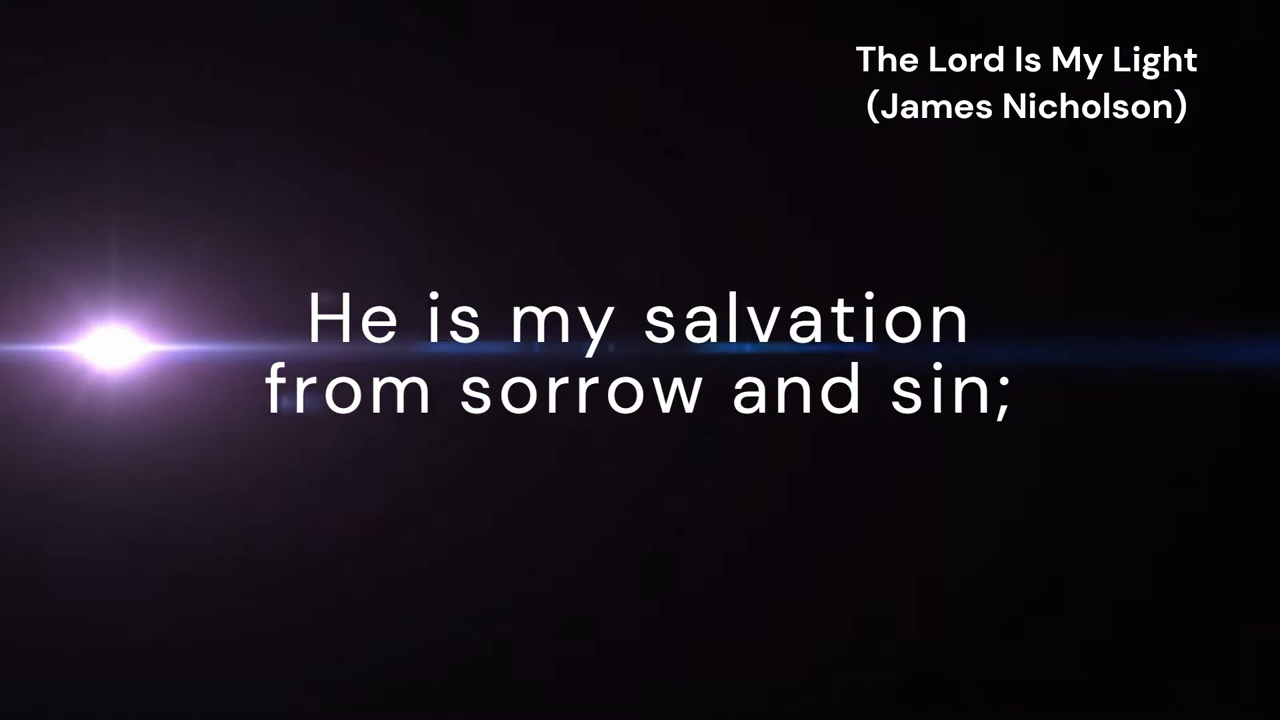 The Lord Is My Light
(James Nicholson)
He is my salvation
from sorrow and sin;